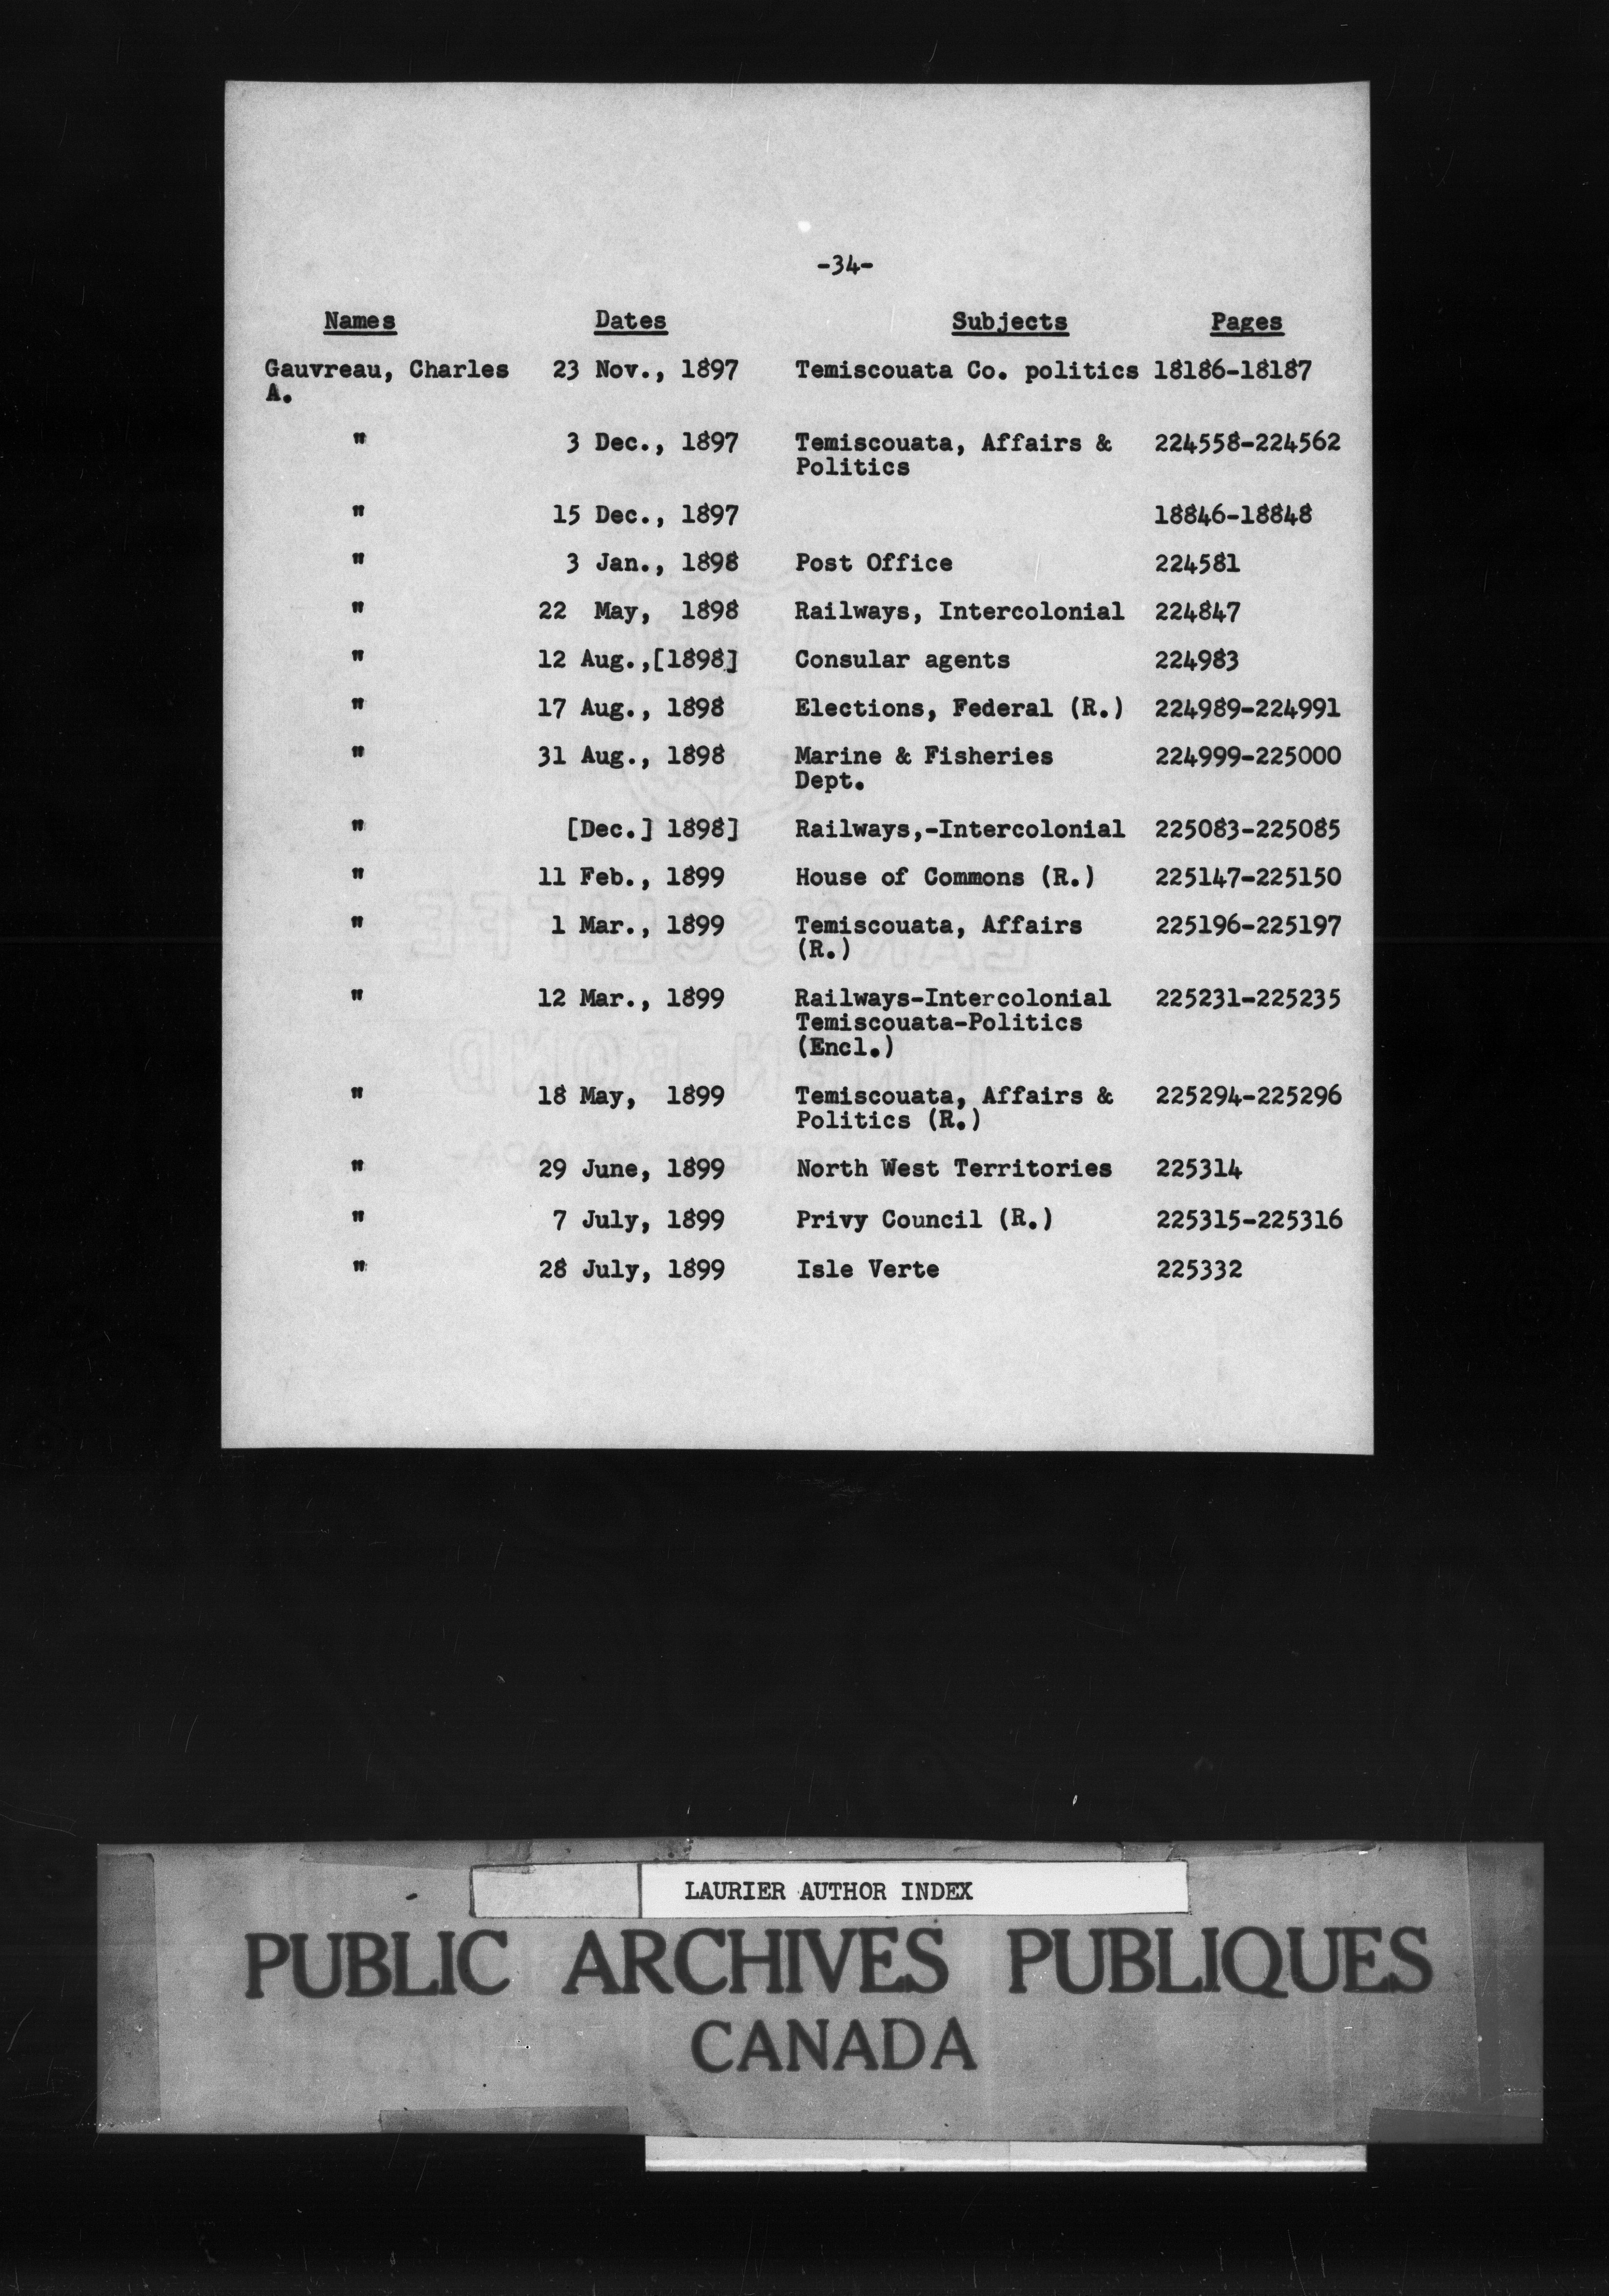 -34-
Names Dates Subjects Pages
Gauvreau, Charles 23 Nov., 1897 Temiscouata Co. politics 18186-18187
A.
" 3 Dec., 1897 Temiscouata, Affairs & 224558-224562
Politics
" 15 Dec., 1897 18846-18848
" 3 Jan., 1898 Post Office 224581
" 22 May, 1898 Railways, Intercolonial 224847
" 12 Aug.,[1898] Consular agents 224983
" 17 Aug., 1898 Elections, Federal (R.) 224989-224991
" 31 Aug., 1898 Marine & Fisheries 224999-225000
Dept.
" [Dec.] 1898] Railways,-Intercolonial 225083-225085
" 11 Feb., 1899 House of Commons (R.) 225147-225150
" 1 Mar., 1899 Temiscouata, Affairs 225196-225197
(R.)
" 12 Mar., 1899 Railways-Intercolonial 225231-225235
Temiscouata-Politics
(Encl.)
" 18 May, 1899 Temiscouata, Affairs & 225294-225296
Politics (R.)
" 29 June, 1899 North West Territories 225314
" 7 July, 1899 Privy Council (R.) 225315-225316
" 28 July, 1899 Isle Verte 225332
LAURIER AUTHOR INDEX
PUBLIC ARCHIVES PUBLIQUES
CANADA